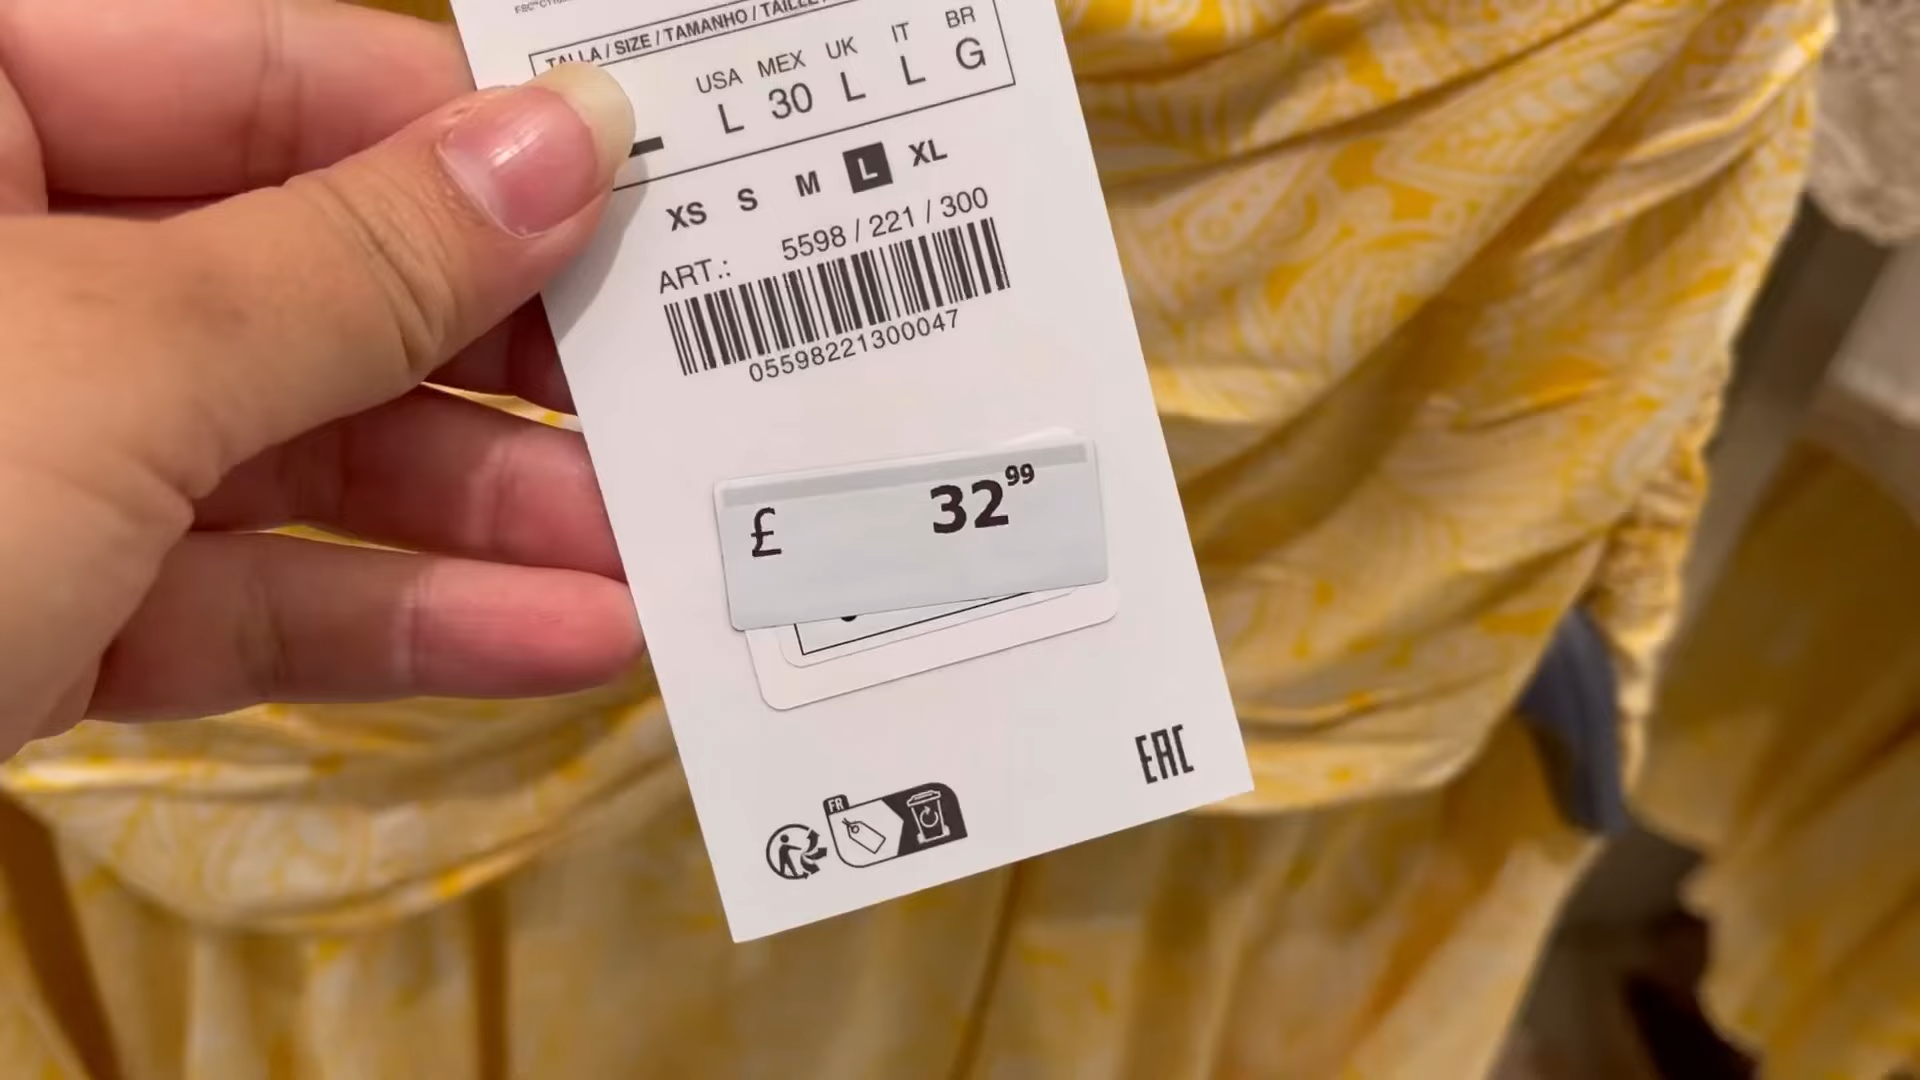 TALLA / SIZE / TAMANHO / TAILLE
USA MEX UK IT BR
L 30 L L G
XS S M L XL
ART.: 5598 / 221 / 300
05598221300047
£ 32 99
EAC
FR